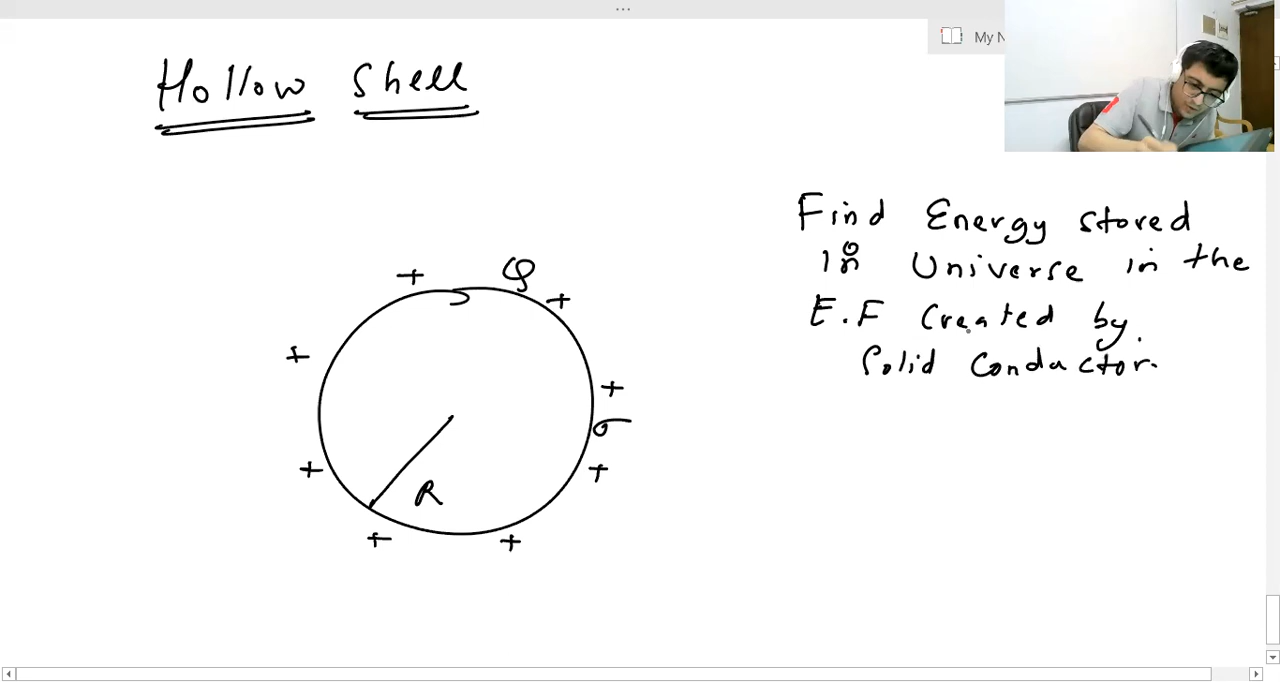 My N
Hollow Shell
Find Energy stored
in Universe in the
E.F Created by
Solid Conductor.
Q
σ
R